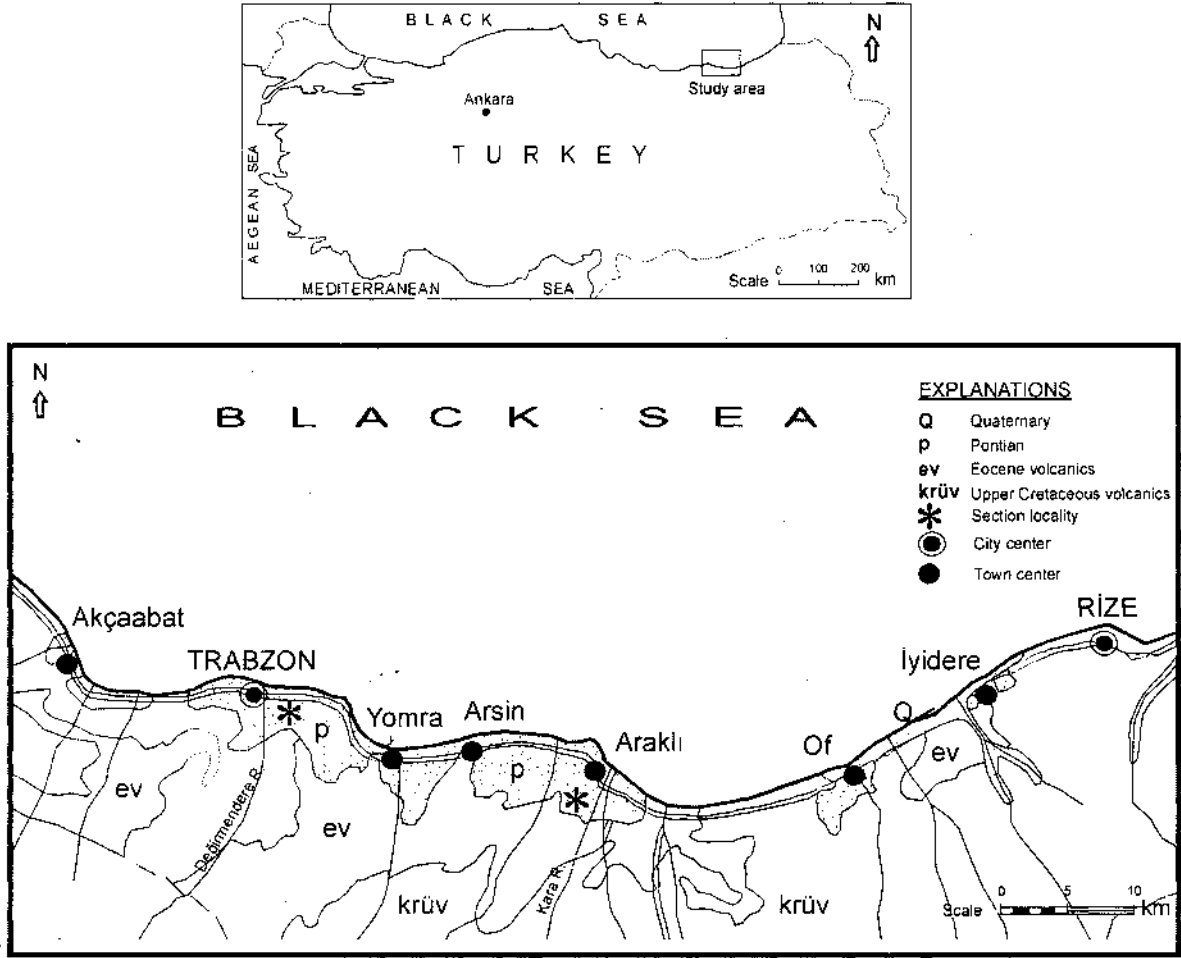 BLACK SEA
N
Study area
Ankara
TURKEY
AEGEAN SEA
MEDITERRANEAN SEA
Scale 0 100 200 km
N
BLACK SEA
EXPLANATIONS
Q Quaternary
p Pontian
ev Eocene volcanics
krüv Upper Cretaceous volcanics
Section locality
City center
Town center
RİZE
Akçaabat
TRABZON
İyidere
Yomra
Arsin
Araklı
Of
Q
p
p
ev
ev
ev
Değirmendere R.
Kara R.
krüv
krüv
Scale 0 5 10 km